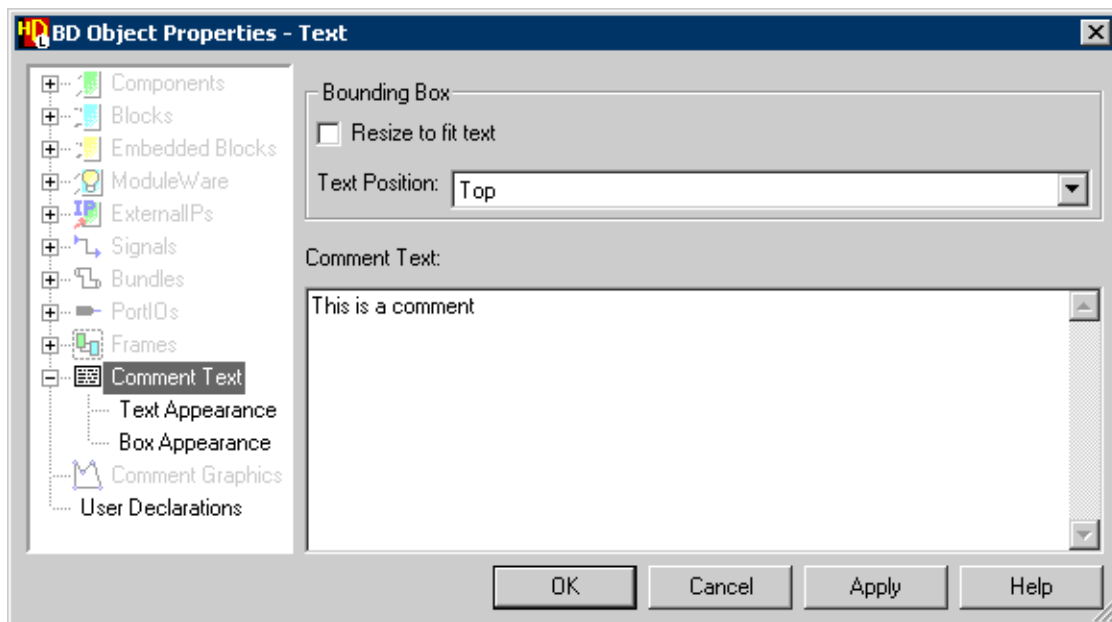 BD Object Properties - Text
Components
Blocks
Embedded Blocks
ModuleWare
IP ExternalIPs
Signals
Bundles
PortIOs
Frames
Comment Text
Text Appearance
Box Appearance
Comment Graphics
User Declarations
Bounding Box
Resize to fit text
Text Position: Top
Comment Text:
This is a comment
OK Cancel Apply Help